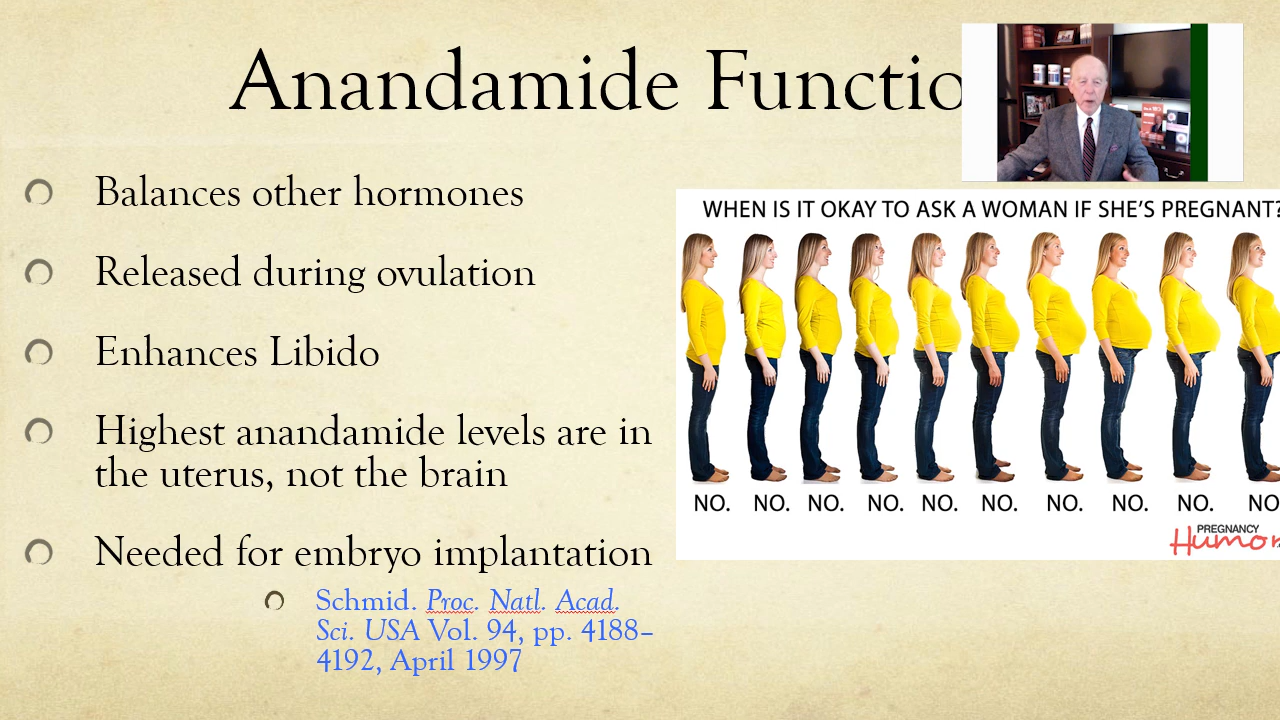 Anandamide Functio
Balances other hormones
Released during ovulation
Enhances Libido
Highest anandamide levels are in
the uterus, not the brain
Needed for embryo implantation
Schmid. Proc. Natl. Acad.
Sci. USA Vol. 94, pp. 4188–
4192, April 1997
WHEN IS IT OKAY TO ASK A WOMAN IF SHE'S PREGNANT?
NO. NO. NO. NO. NO. NO. NO. NO. NO. NO
PREGNANCY
Humor